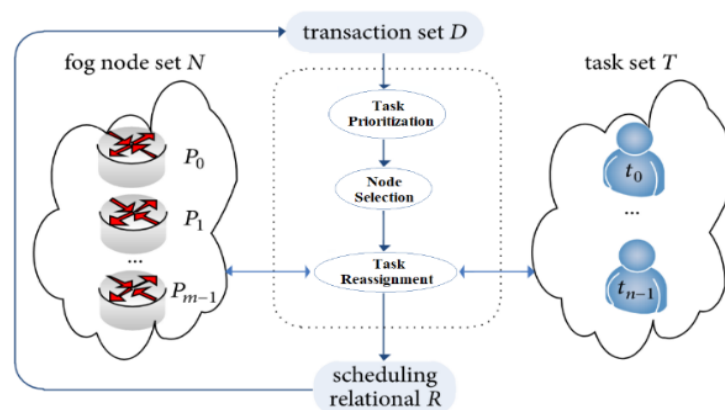 transaction set D
fog node set N
task set T
Task
Prioritization
P₀
t₀
Node
Selection
P₁
...
...
Task
Reassignment
Pₘ₋₁
tₙ₋₁
scheduling
relational R